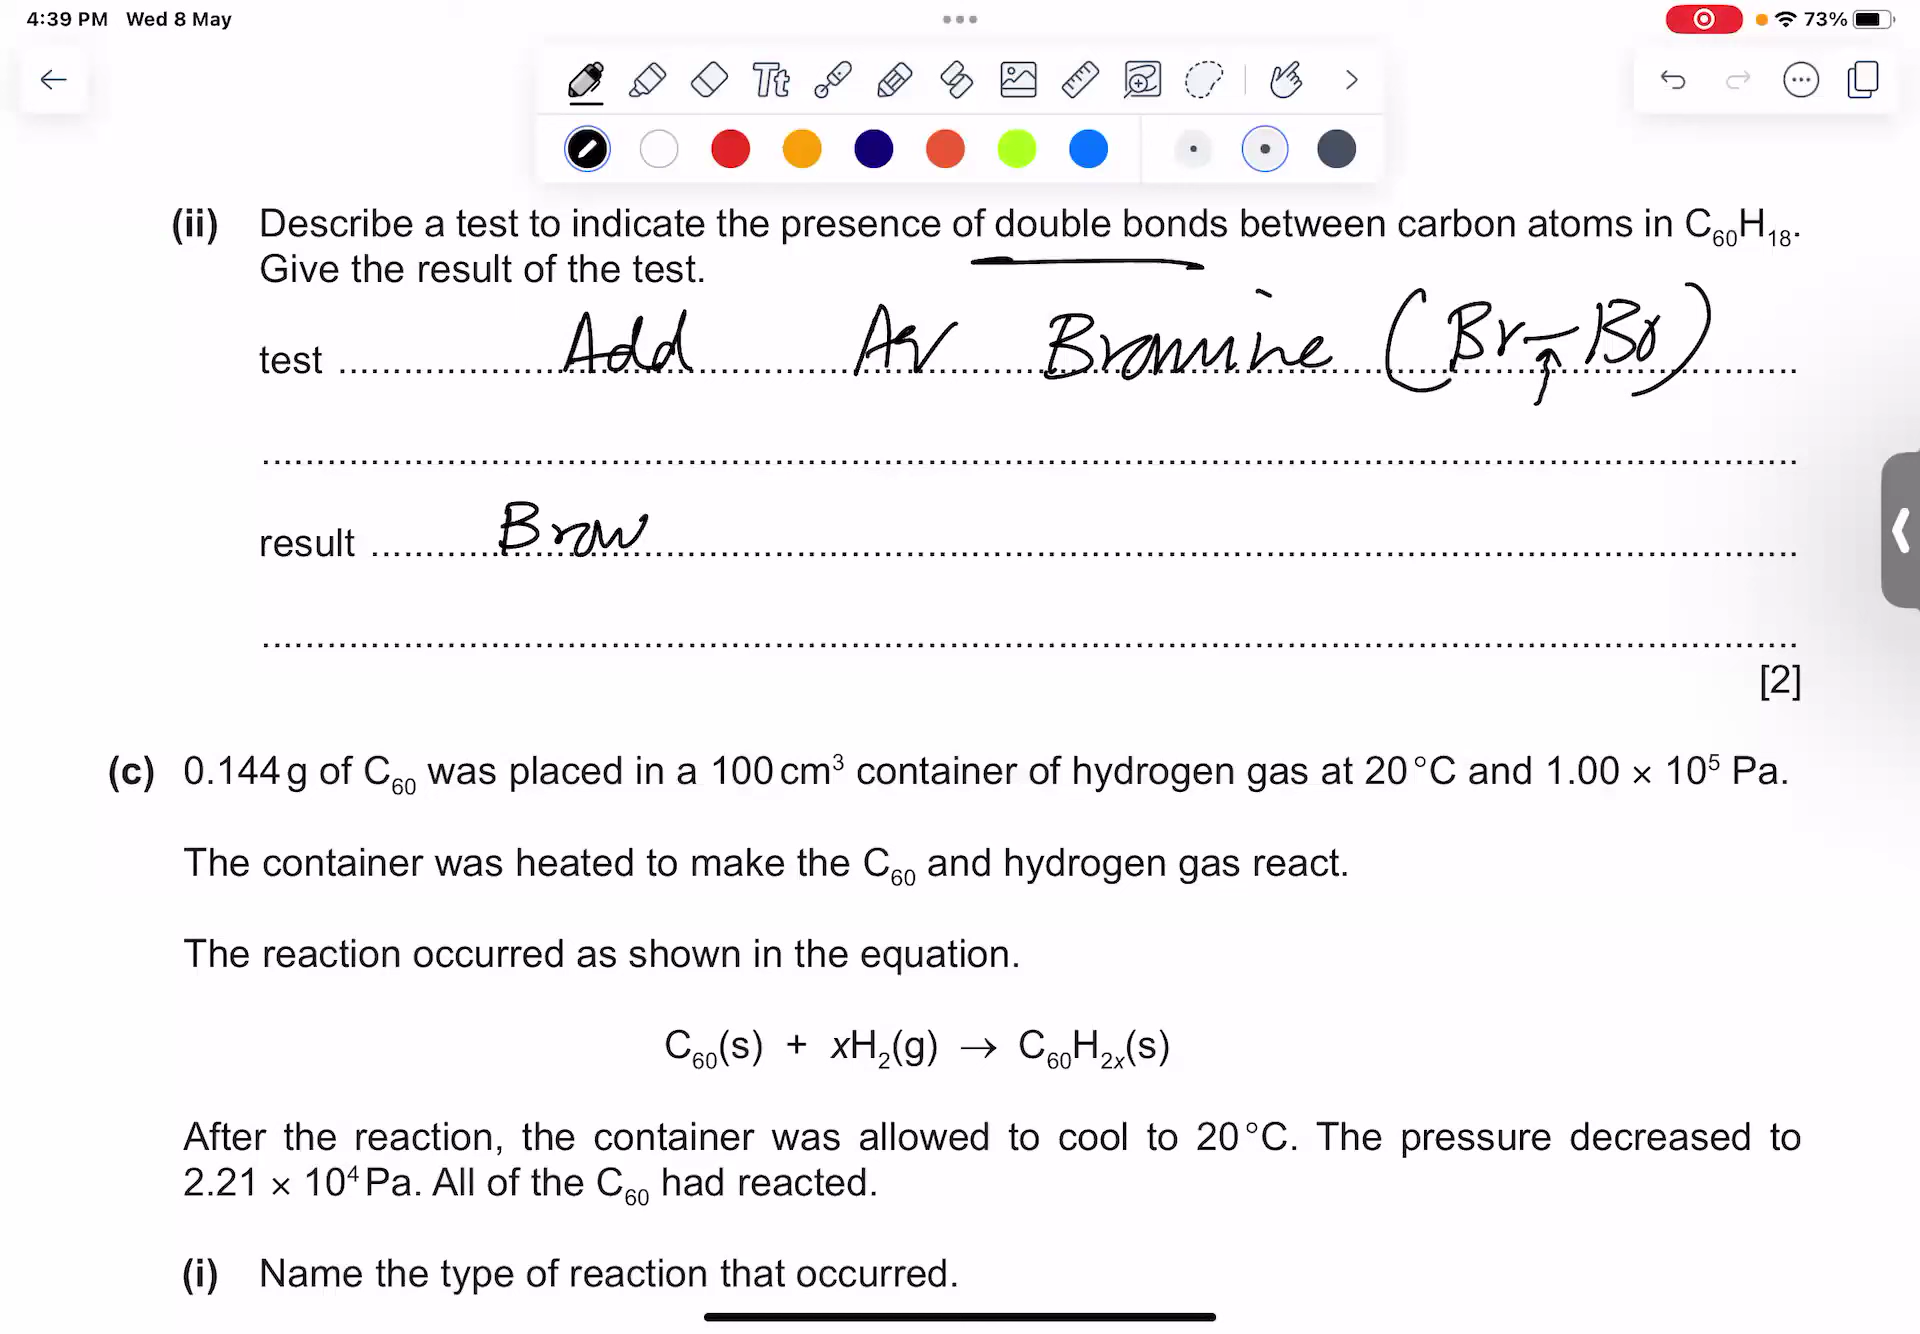 4:39 PM Wed 8 May
73%
Tt
(ii) Describe a test to indicate the presence of double bonds between carbon atoms in C60H18.
Give the result of the test.
test Add Aq Bromine (Br-Br)
result Brow
[2]
(c) 0.144 g of C60 was placed in a 100 cm³ container of hydrogen gas at 20 °C and 1.00 × 10⁵ Pa.
The container was heated to make the C60 and hydrogen gas react.
The reaction occurred as shown in the equation.
C60(s) + xH2(g) → C60H2x(s)
After the reaction, the container was allowed to cool to 20 °C. The pressure decreased to
2.21 × 10⁴ Pa. All of the C60 had reacted.
(i) Name the type of reaction that occurred.